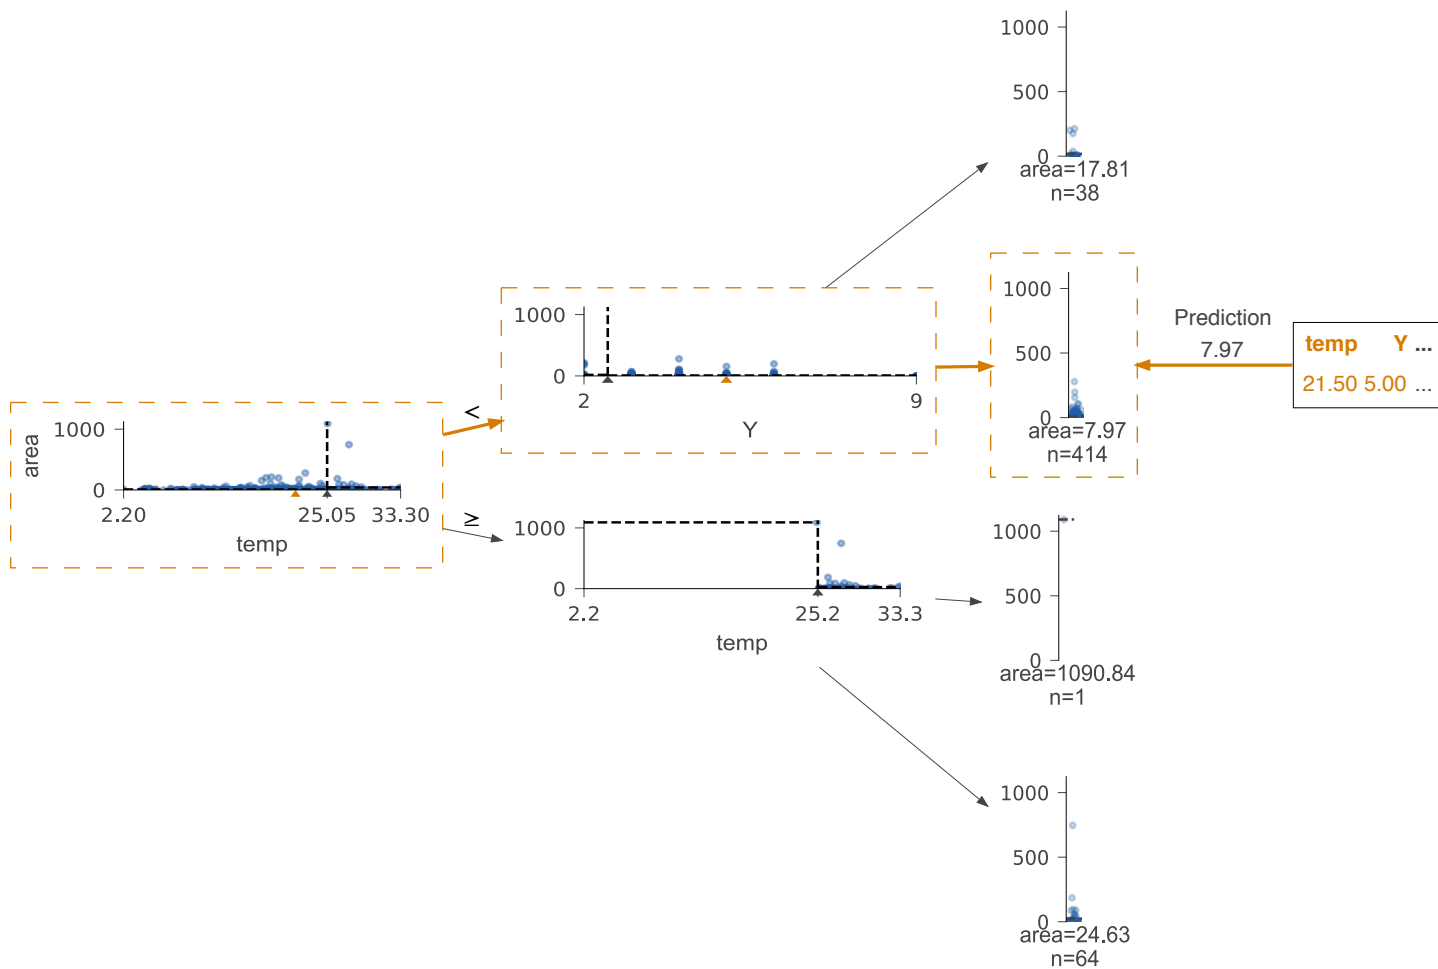 1000
500
0
area=17.81
n=38
1000
0
2
9
Y
1000
500
0
area=7.97
n=414
Prediction
7.97
temp Y ...
21.50 5.00 ...
area
1000
0
2.20
25.05
33.30
temp
<
≥
1000
0
2.2
25.2
33.3
temp
1000
500
0
area=1090.84
n=1
1000
500
0
area=24.63
n=64